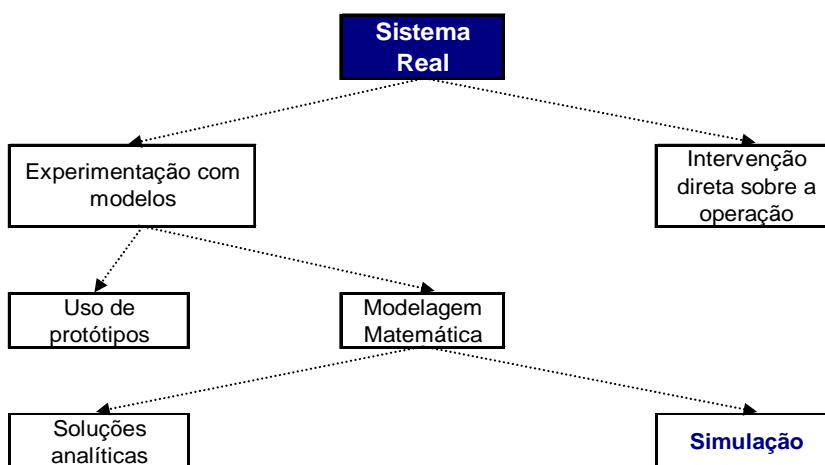 Sistema
Real
Experimentação com
modelos
Intervenção
direta sobre a
operação
Uso de
protótipos
Modelagem
Matemática
Soluções
analíticas
Simulação